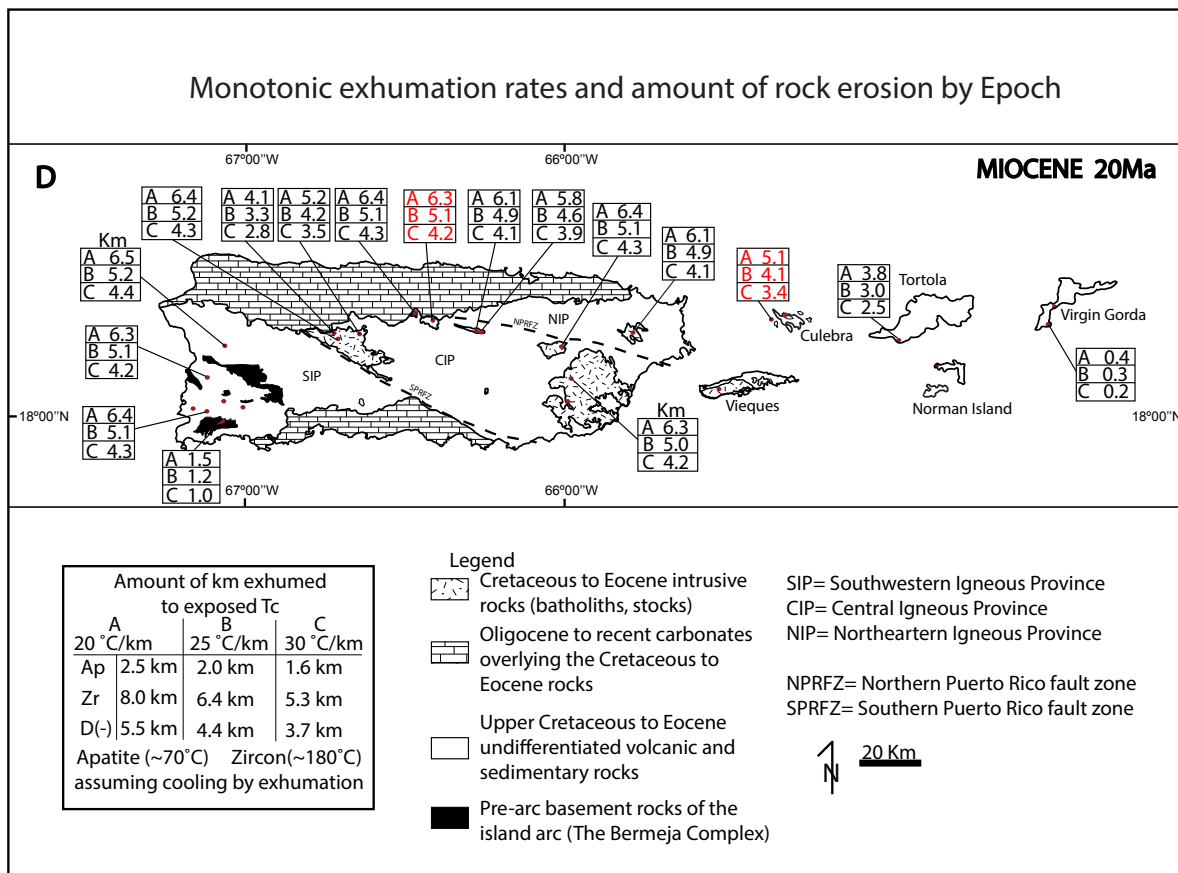 Monotonic exhumation rates and amount of rock erosion by Epoch
67º00''W
66º00''W
D
MIOCENE 20Ma
A 6.4
B 5.2
C 4.3
A 4.1
B 3.3
C 2.8
A 5.2
B 4.2
C 3.5
A 6.4
B 5.1
C 4.3
A 6.3
B 5.1
C 4.2
A 6.1
B 4.9
C 4.1
A 5.8
B 4.6
C 3.9
A 6.4
B 5.1
C 4.3
A 6.1
B 4.9
C 4.1
Km
A 6.5
B 5.2
C 4.4
A 5.1
B 4.1
C 3.4
Culebra
A 3.8
B 3.0
C 2.5
Tortola
Virgin Gorda
A 0.4
B 0.3
C 0.2
NIP
NPRFZ
CIP
SIP
SPRFZ
A 6.3
B 5.1
C 4.2
Vieques
Norman Island
18º00''N
18º00''N
A 6.4
B 5.1
C 4.3
Km
A 6.3
B 5.0
C 4.2
A 1.5
B 1.2
C 1.0
67º00''W
66º00''W
Amount of km exhumed
to exposed Tc
A B C
20 ˚C/km 25 ˚C/km 30 ˚C/km
Ap 2.5 km 2.0 km 1.6 km
Zr 8.0 km 6.4 km 5.3 km
D(-) 5.5 km 4.4 km 3.7 km
Apatite (~70˚C) Zircon(~180˚C)
assuming cooling by exhumation
Legend
Cretaceous to Eocene intrusive
rocks (batholiths, stocks)
Oligocene to recent carbonates
overlying the Cretaceous to
Eocene rocks
Upper Cretaceous to Eocene
undifferentiated volcanic and
sedimentary rocks
Pre-arc basement rocks of the
island arc (The Bermeja Complex)
SIP= Southwestern Igneous Province
CIP= Central Igneous Province
NIP= Northeartern Igneous Province
NPRFZ= Northern Puerto Rico fault zone
SPRFZ= Southern Puerto Rico fault zone
N
20 Km